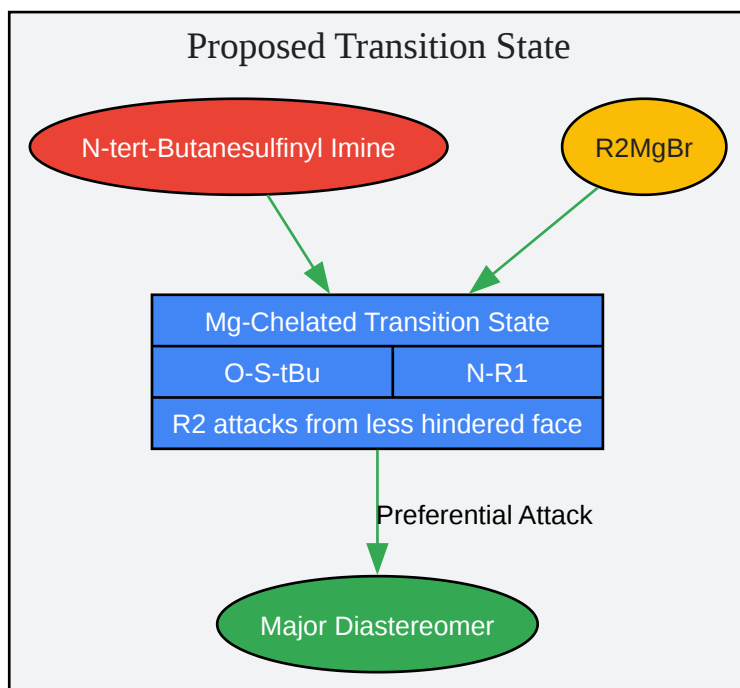 Proposed Transition State
N-tert-Butanesulfinyl Imine
R2MgBr
Mg-Chelated Transition State
O-S-tBu
N-R1
R2 attacks from less hindered face
Preferential Attack
Major Diastereomer